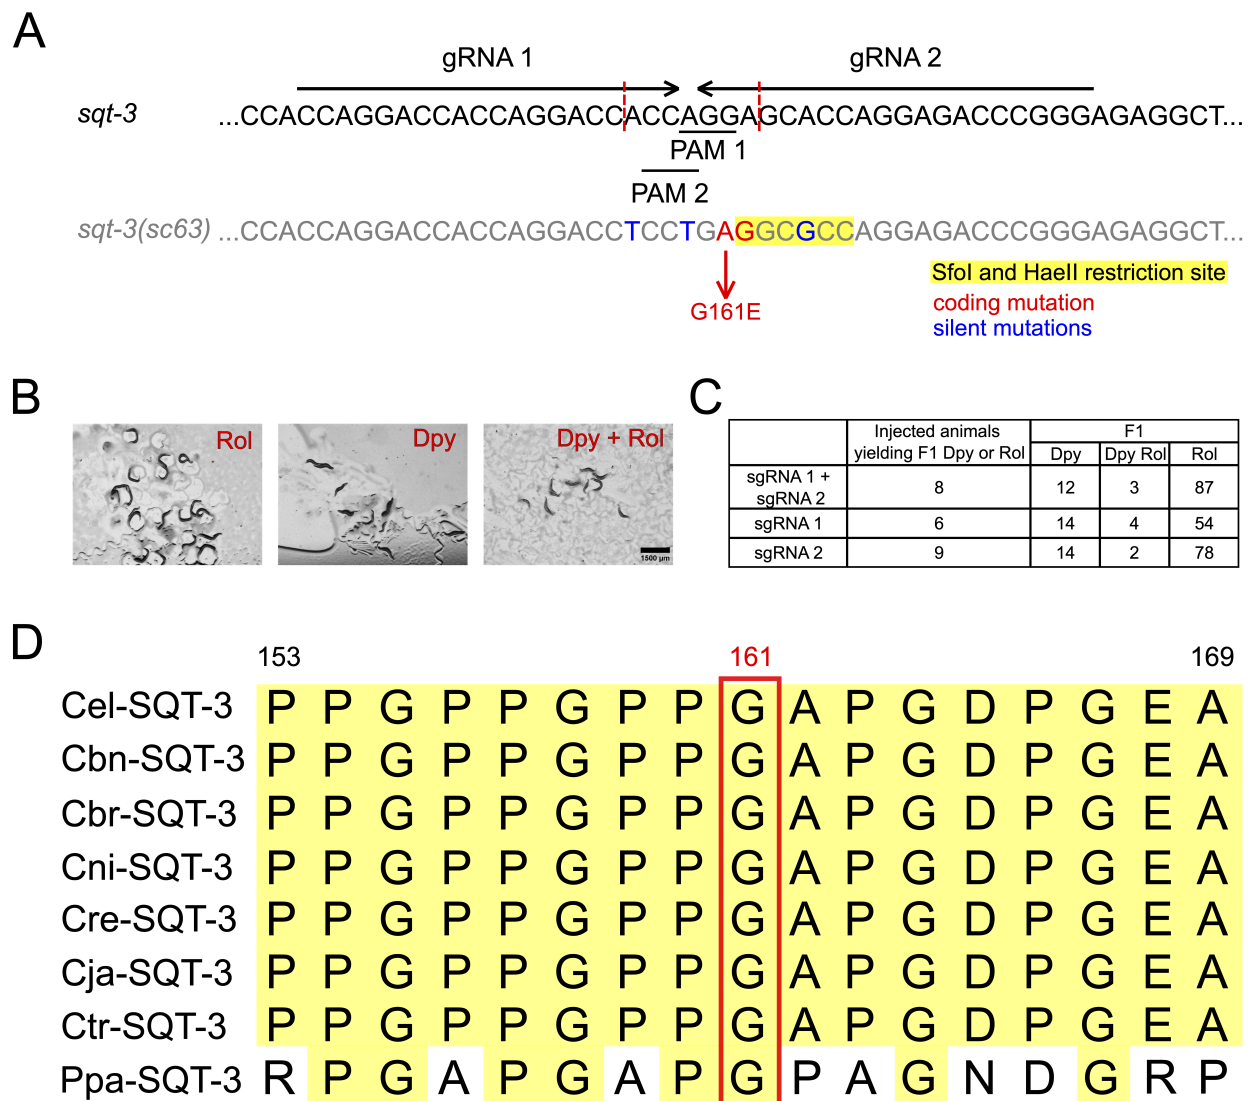 A
gRNA 1 gRNA 2
sqt-3 ...CCACCAGGACCACCAGGACCACCAGGAGCACCAGGAGACCCGGGAGAGGCT...
PAM 1
PAM 2
sqt-3(sc63) ...CCACCAGGACCACCAGGACCTCCTGAGGCGCCAGGAGACCCGGGAGAGGCT...
SfoI and HaeII restriction site
G161E
coding mutation
silent mutations
B
Rol
Dpy
Dpy + Rol
1500 µm
C
Injected animals yielding F1 Dpy or Rol
F1
Dpy Dpy Rol Rol
sgRNA 1 + sgRNA 2 8 12 3 87
sgRNA 1 6 14 4 54
sgRNA 2 9 14 2 78
D
153 161 169
Cel-SQT-3 P P G P P G P P G A P G D P G E A
Cbn-SQT-3 P P G P P G P P G A P G D P G E A
Cbr-SQT-3 P P G P P G P P G A P G D P G E A
Cni-SQT-3 P P G P P G P P G A P G D P G E A
Cre-SQT-3 P P G P P G P P G A P G D P G E A
Cja-SQT-3 P P G P P G P P G A P G D P G E A
Ctr-SQT-3 P P G P P G P P G A P G D P G E A
Ppa-SQT-3 R P G A P G A P G P A G N D G R P